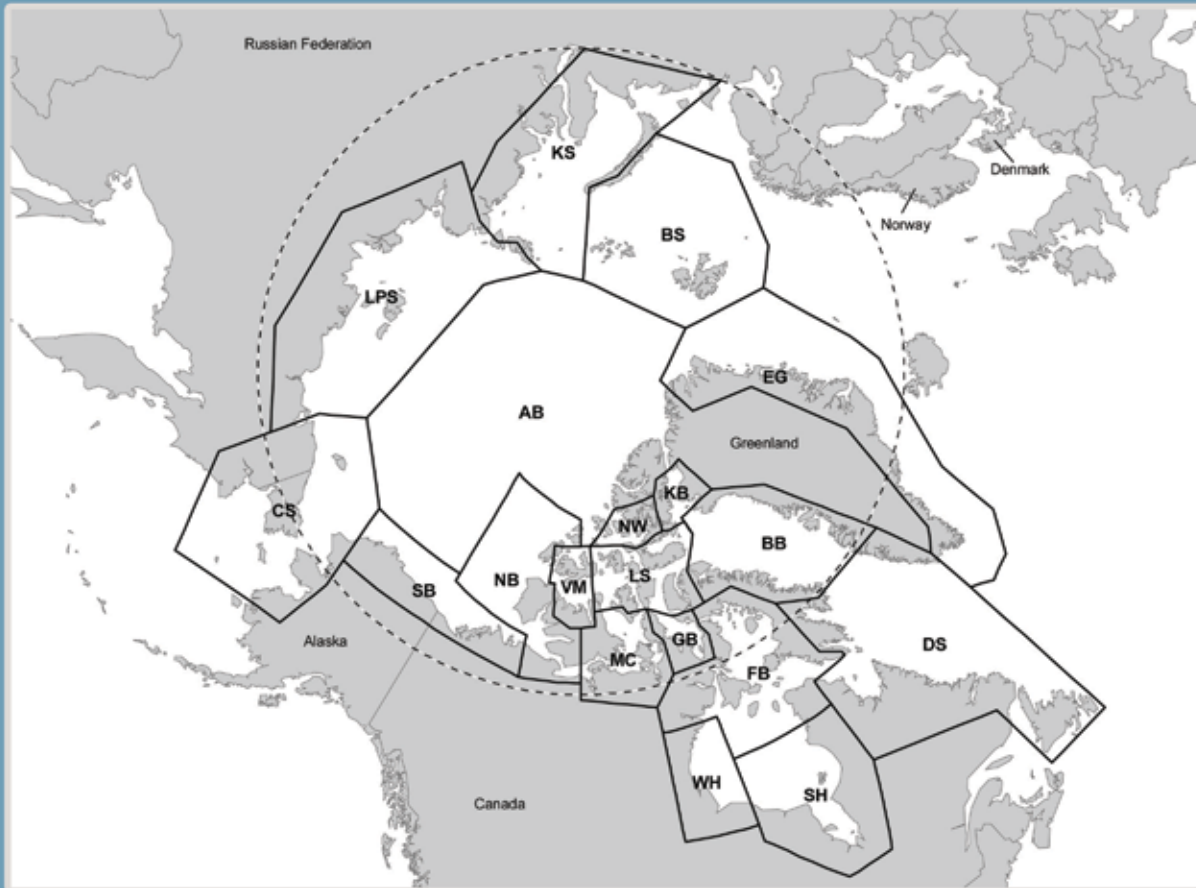 Russian Federation
KS
Denmark
Norway
BS
LPS
EG
AB
Greenland
KB
CS
NW
BB
NB
VM
LS
SB
Alaska
GB
MC
DS
FB
WH
SH
Canada